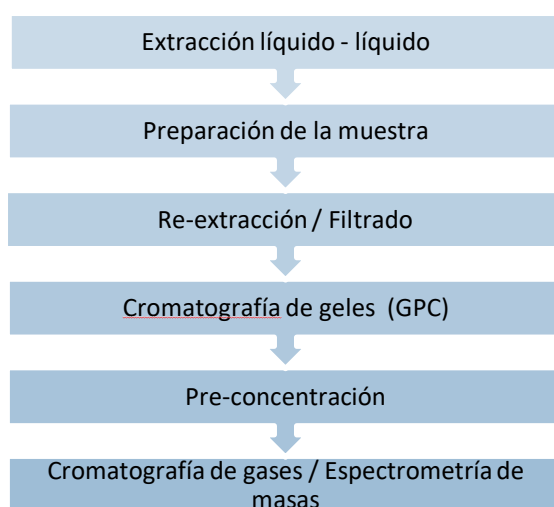 Extracción líquido - líquido
Preparación de la muestra
Re-extracción / Filtrado
Cromatografía de geles (GPC)
Pre-concentración
Cromatografía de gases / Espectrometría de
masas